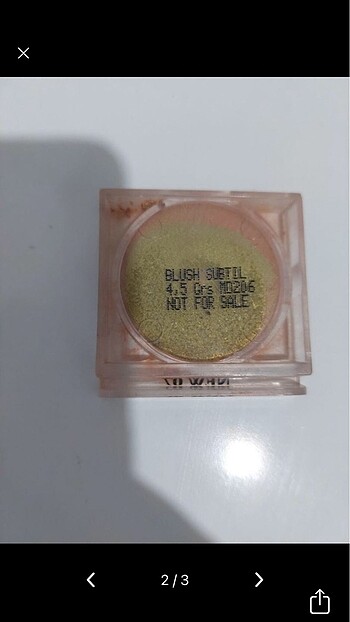 BLUSH SUBTIL
4,5 Grs MD206
NOT FOR SALE
2/3